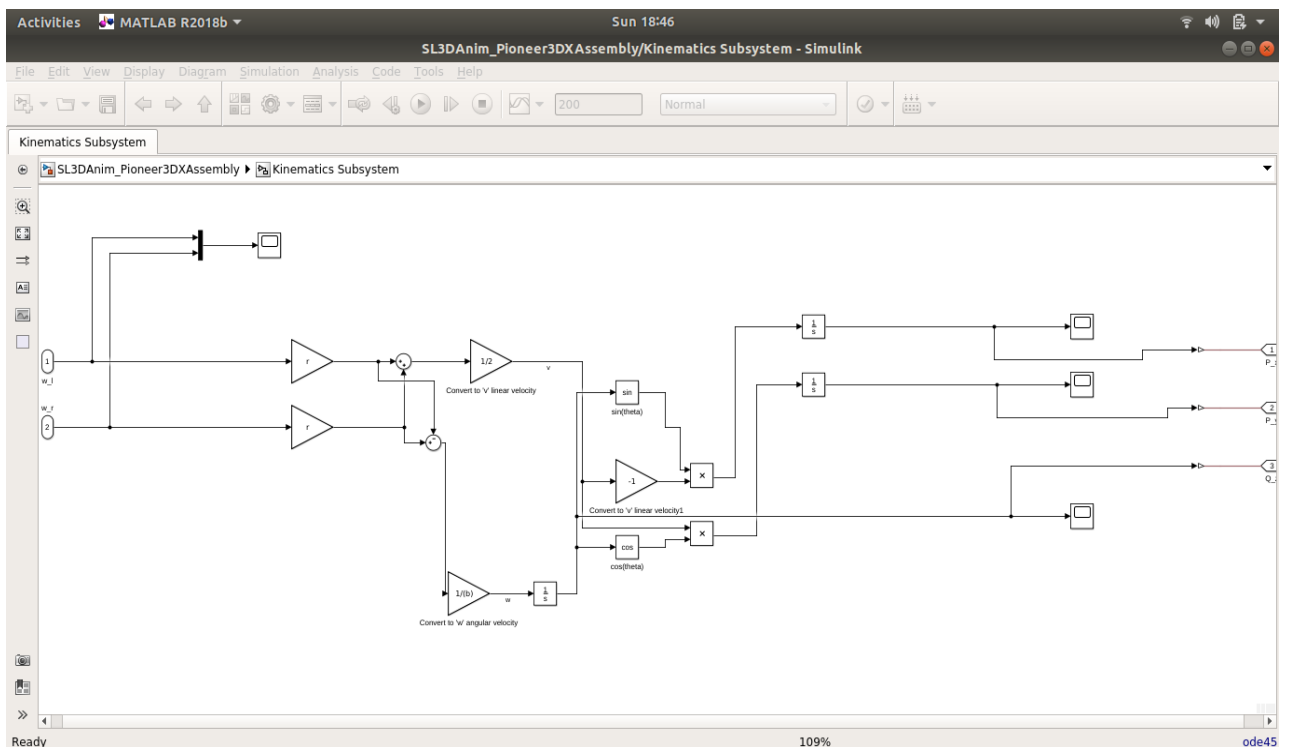 Activities MATLAB R2018b Sun 18:46
SL3DAnim_Pioneer3DXAssembly/Kinematics Subsystem - Simulink
File Edit View Display Diagram Simulation Analysis Code Tools Help
200 Normal
Kinematics Subsystem
SL3DAnim_Pioneer3DXAssembly Kinematics Subsystem
1
s
1
1
s
1
w_l
r
1/2
v
Convert to 'v' linear velocity
sin
sin(theta)
2
w_r
2
r
-1
×
3
Convert to 'v' linear velocity1
×
cos
cos(theta)
1/(b)
w
1
s
Convert to 'w' angular velocity
Ready 109% ode45